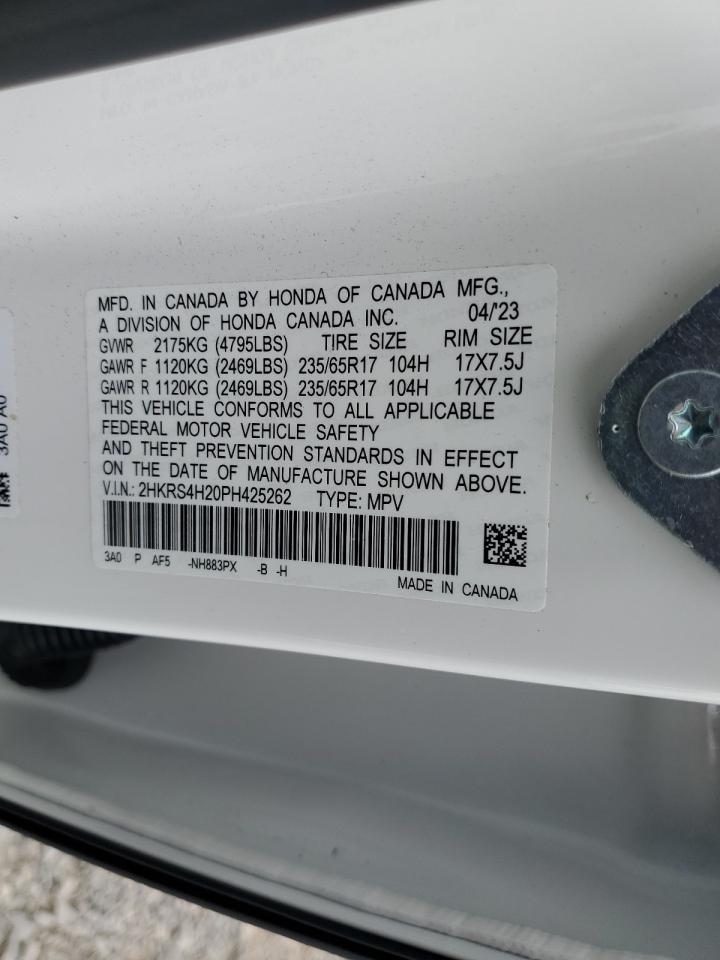 MFD. IN CANADA BY HONDA OF CANADA MFG.,
A DIVISION OF HONDA CANADA INC. 04/'23
GVWR 2175KG (4795LBS) TIRE SIZE RIM SIZE
GAWR F 1120KG (2469LBS) 235/65R17 104H 17X7.5J
GAWR R 1120KG (2469LBS) 235/65R17 104H 17X7.5J
THIS VEHICLE CONFORMS TO ALL APPLICABLE
FEDERAL MOTOR VEHICLE SAFETY
AND THEFT PREVENTION STANDARDS IN EFFECT
ON THE DATE OF MANUFACTURE SHOWN ABOVE.
V.I.N.: 2HKRS4H20PH425262 TYPE: MPV
3A0 P AF5 -NH883PX -B -H
MADE IN CANADA
3A0 A0